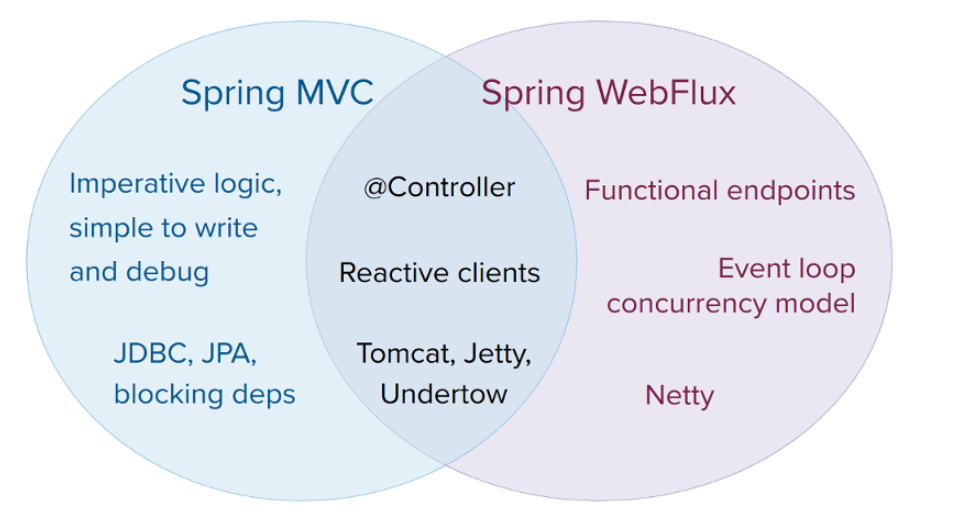 Spring MVC
Spring WebFlux
Imperative logic,
simple to write
and debug
JDBC, JPA,
blocking deps
@Controller
Reactive clients
Tomcat, Jetty,
Undertow
Functional endpoints
Event loop
concurrency model
Netty